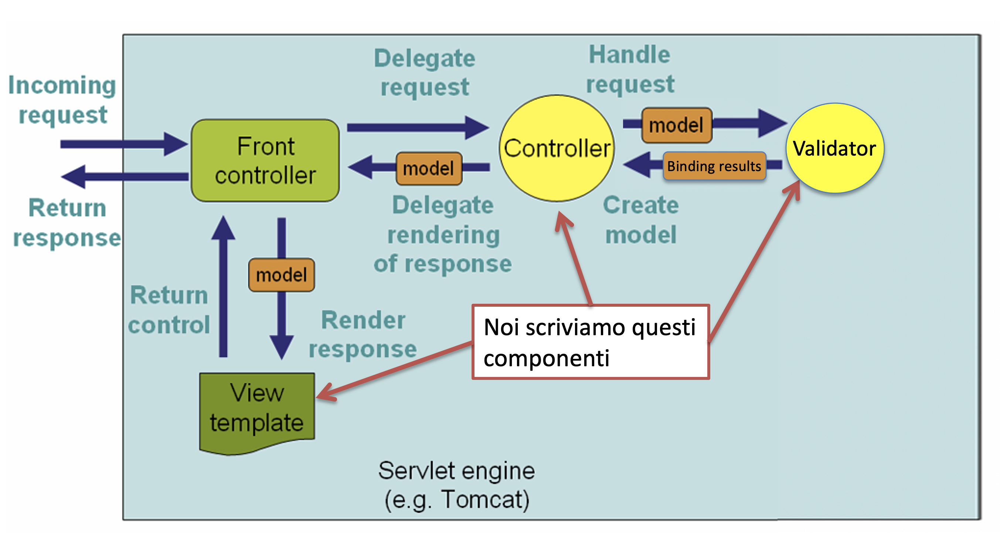 Incoming
request
Return
response
Front
controller
Delegate
request
model
Delegate
rendering
of response
Controller
Handle
request
model
Binding results
Create
model
Validator
Return
control
model
Render
response
View
template
Noi scriviamo questi
componenti
Servlet engine
(e.g. Tomcat)